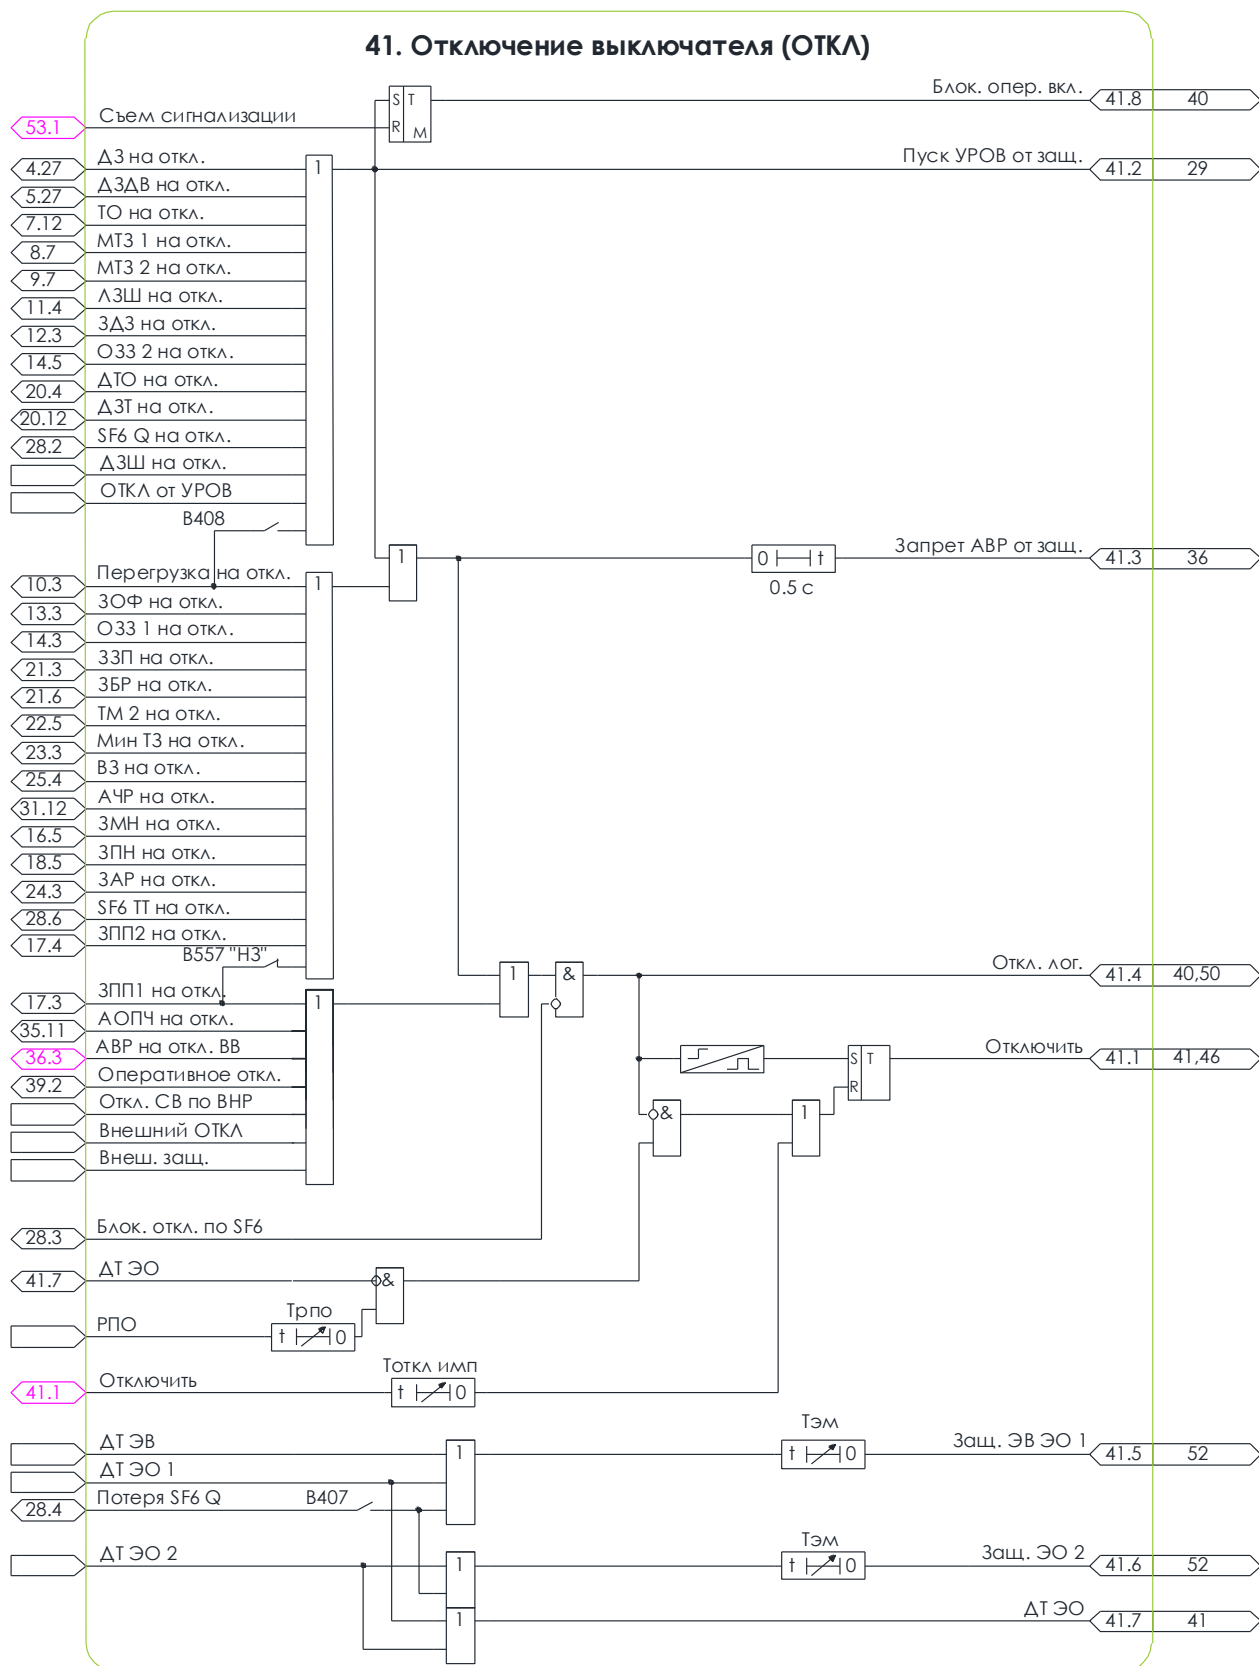 41. Отключение выключателя (ОТКЛ)
Блок. опер. вкл.
41.8 40
S T
R M
53.1 Съем сигнализации
4.27 ДЗ на откл.
1
Пуск УРОВ от защ.
41.2 29
5.27 ДЗДВ на откл.
7.12 ТО на откл.
8.7 МТЗ 1 на откл.
9.7 МТЗ 2 на откл.
11.4 ЛЗШ на откл.
12.3 ЗДЗ на откл.
14.5 ОЗЗ 2 на откл.
20.4 ДТО на откл.
20.12 ДЗТ на откл.
28.2 SF6 Q на откл.
ДЗШ на откл.
ОТКЛ от УРОВ
В408
1
0 t
0.5 с
Запрет АВР от защ.
41.3 36
10.3 Перегрузка на откл.
1
13.3 ЗОФ на откл.
14.3 ОЗЗ 1 на откл.
21.3 ЗЗП на откл.
21.6 ЗБР на откл.
22.5 ТМ 2 на откл.
23.3 Мин ТЗ на откл.
25.4 ВЗ на откл.
31.12 АЧР на откл.
16.5 ЗМН на откл.
18.5 ЗПН на откл.
24.3 ЗАР на откл.
28.6 SF6 ТТ на откл.
17.4 ЗПП2 на откл.
В557 "НЗ"
1
&
Откл. лог.
41.4 40,50
17.3 ЗПП1 на откл.
1
35.11 АОПЧ на откл.
36.3 АВР на откл. ВВ
S T
R
Отключить
41.1 41,46
39.2 Оперативное откл.
Откл. СВ по ВНР
&
1
Внешний ОТКЛ
Внеш. защ.
28.3 Блок. откл. по SF6
41.7 ДТ ЭО
&
РПО
Трпо
t 0
41.1 Отключить
Тоткл имп
t 0
ДТ ЭВ
1
Тэм
t 0
Защ. ЭВ ЭО 1
41.5 52
ДТ ЭО 1
28.4 Потеря SF6 Q
В407
ДТ ЭО 2
1
Тэм
t 0
Защ. ЭО 2
41.6 52
1
ДТ ЭО
41.7 41